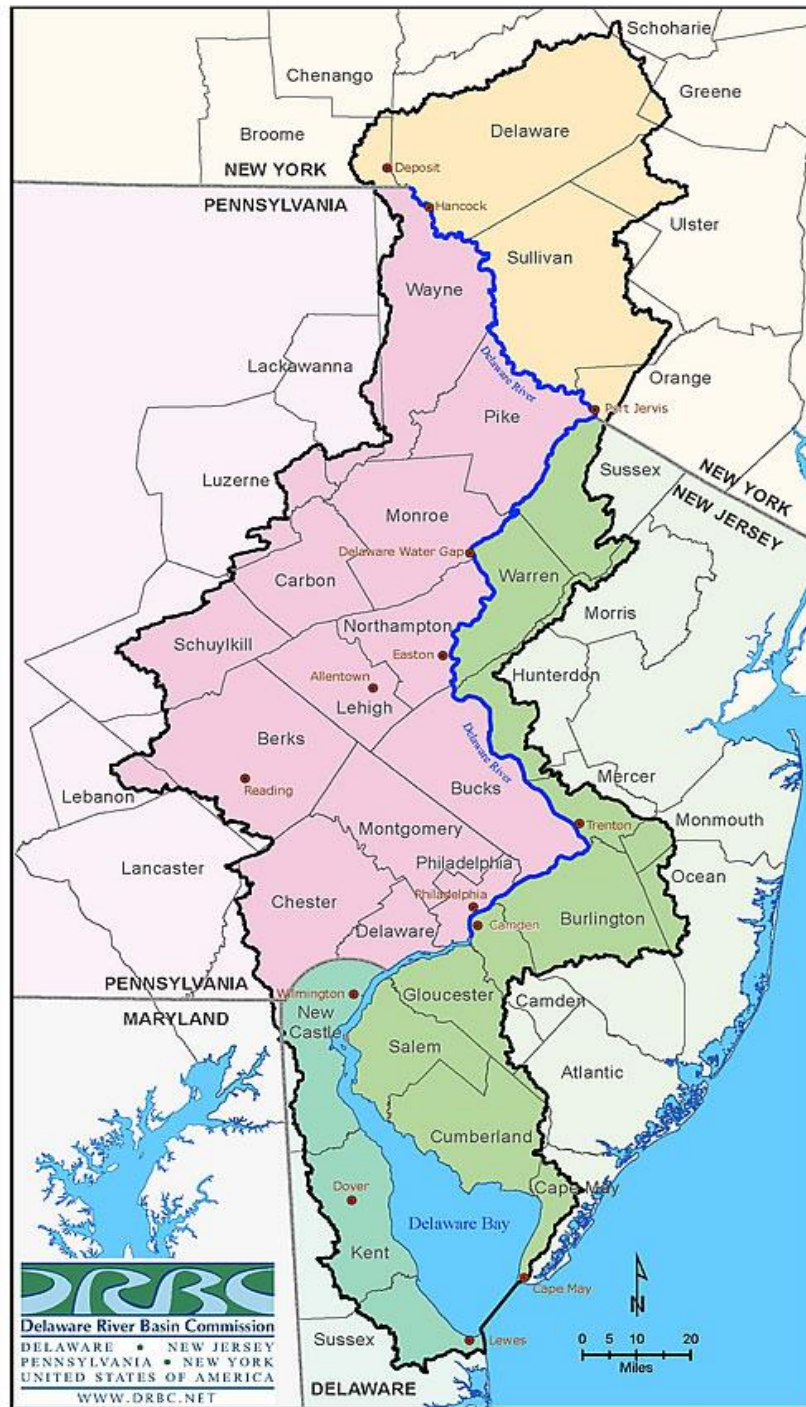 Schoharie
Chenango
Greene
Broome
Delaware
Deposit
NEW YORK
PENNSYLVANIA
Hancock
Ulster
Sullivan
Wayne
Lackawanna
Delaware River
Orange
Port Jervis
Pike
Sussex
NEW YORK
NEW JERSEY
Luzerne
Monroe
Delaware Water Gap
Warren
Carbon
Morris
Northampton
Schuylkill
Easton
Hunterdon
Allentown
Lehigh
Delaware River
Berks
Mercer
Reading
Bucks
Lebanon
Trenton
Monmouth
Montgomery
Lancaster
Philadelphia
Ocean
Chester
Philadelphia
Burlington
Camden
Delaware
PENNSYLVANIA
Wilmington
Gloucester
Camden
MARYLAND
New
Castle
Salem
Atlantic
Cumberland
Dover
Cape May
Delaware Bay
Kent
DRBC
Cape May
N
Delaware River Basin Commission
DELAWARE • NEW JERSEY
PENNSYLVANIA • NEW YORK
UNITED STATES OF AMERICA
WWW.DRBC.NET
Sussex
Lewes
0 5 10 20
Miles
DELAWARE